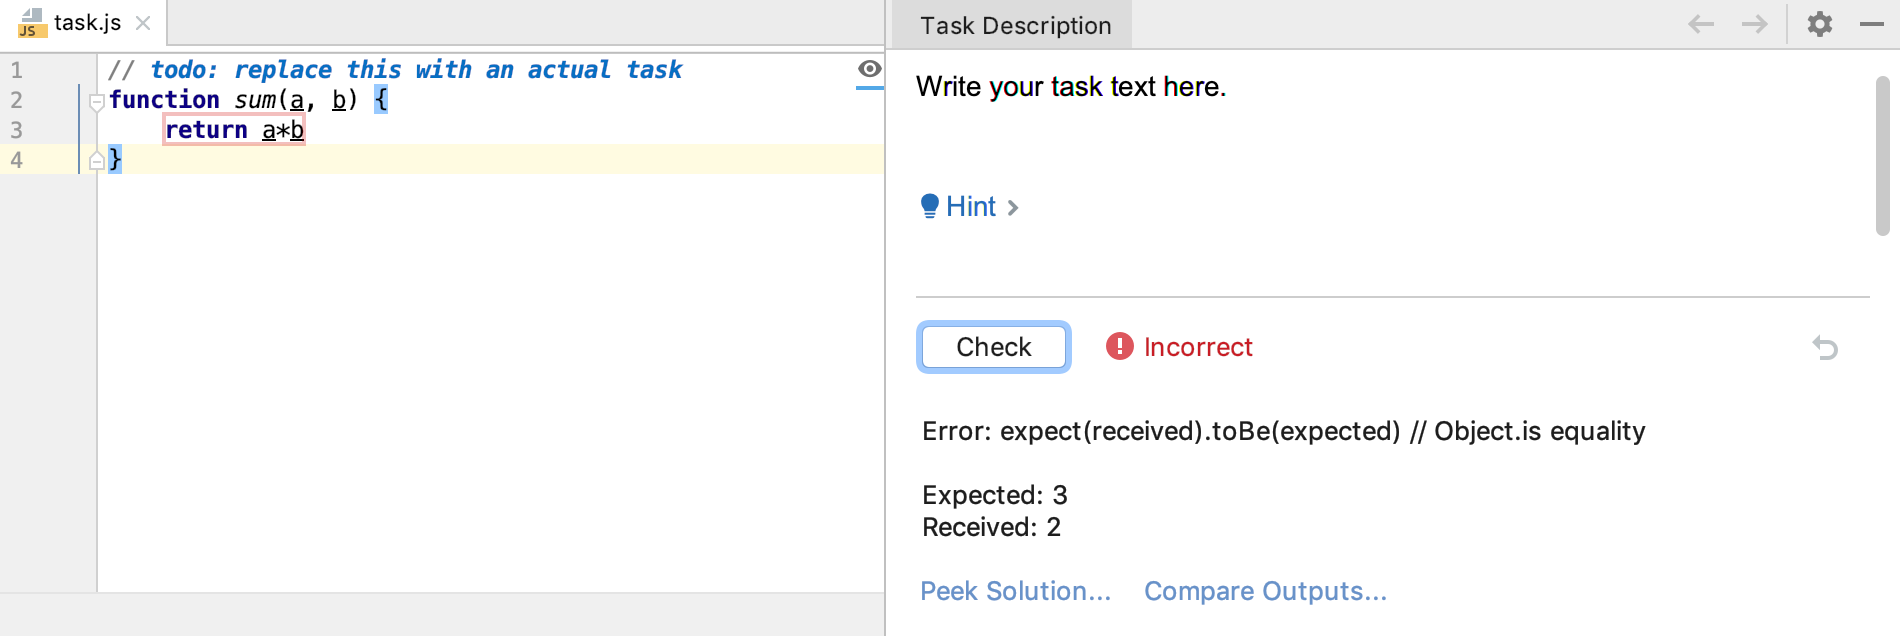 JS task.js
1 // todo: replace this with an actual task
2 function sum(a, b) {
3 return a*b
4 }
Task Description
Write your task text here.
Hint
Check
Incorrect
Error: expect(received).toBe(expected) // Object.is equality
Expected: 3
Received: 2
Peek Solution... Compare Outputs...